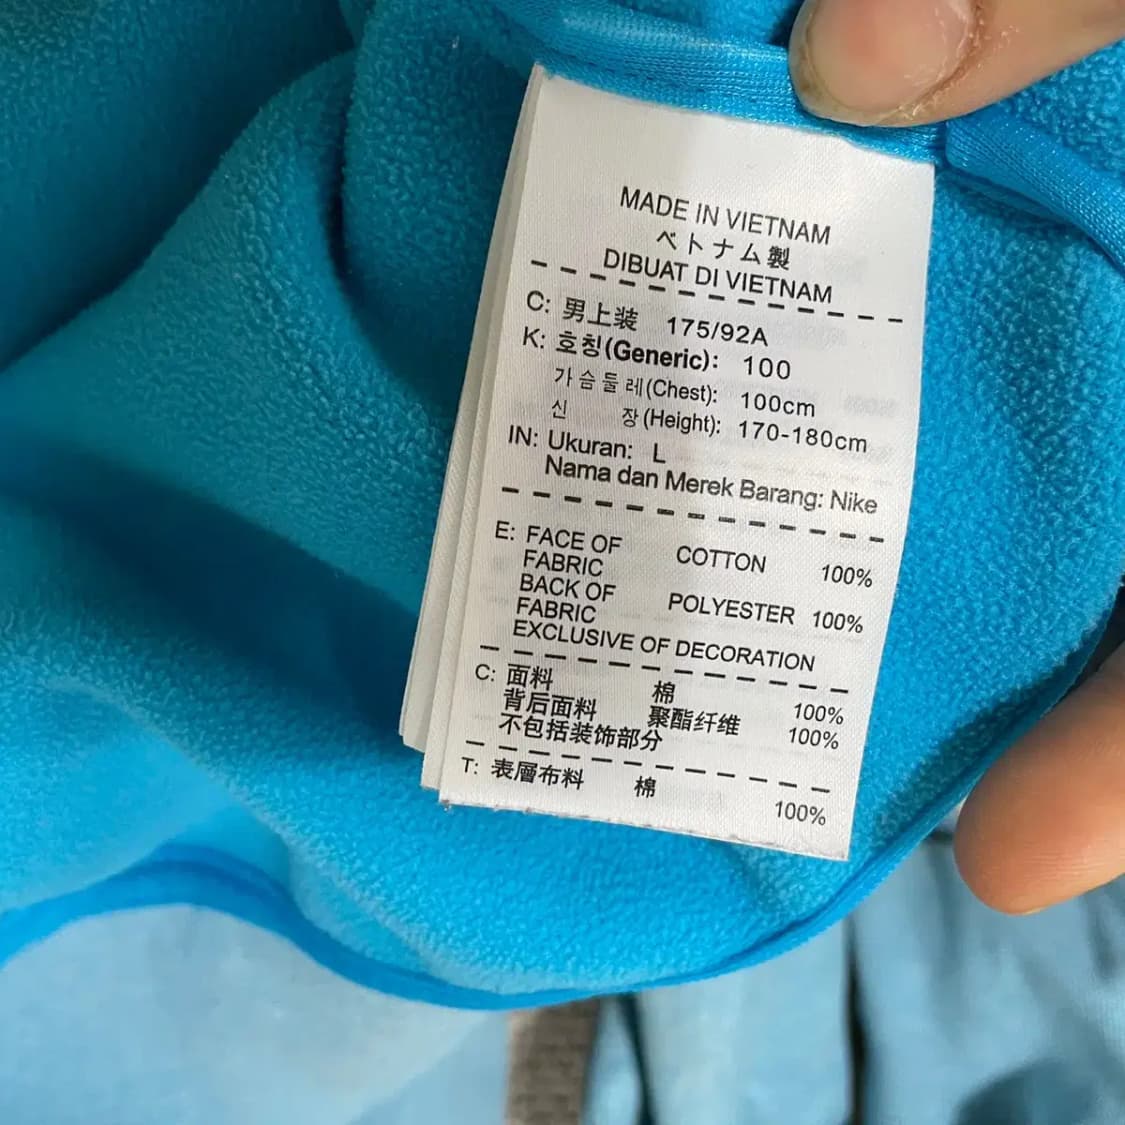 MADE IN VIETNAM
ベトナム製
DIBUAT DI VIETNAM
C: 男上装 175/92A
K: 호칭(Generic): 100
가슴둘레(Chest): 100cm
신 장(Height): 170-180cm
IN: Ukuran: L
Nama dan Merek Barang: Nike
E: FACE OF FABRIC COTTON 100%
BACK OF FABRIC POLYESTER 100%
EXCLUSIVE OF DECORATION
C: 面料 棉 100%
背后面料 聚酯纤维 100%
不包括装饰部分
T: 表層布料 棉 100%